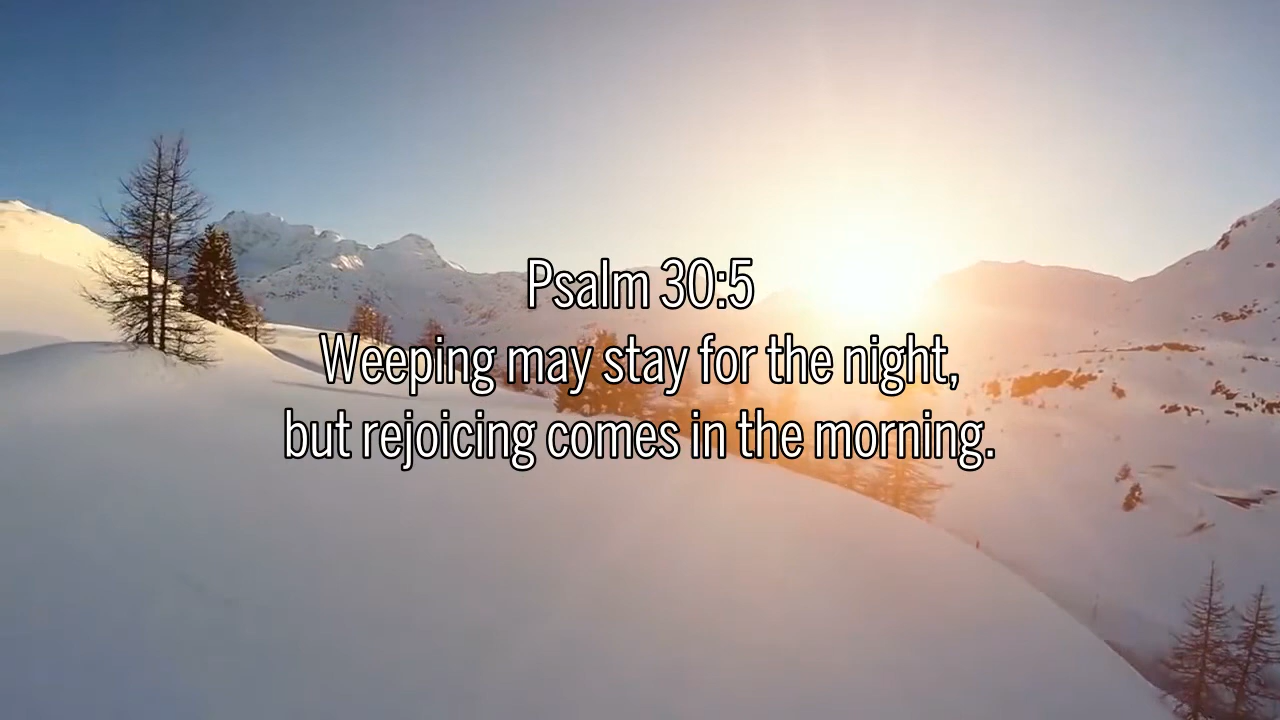 Psalm 30:5
Weeping may stay for the night,
but rejoicing comes in the morning.